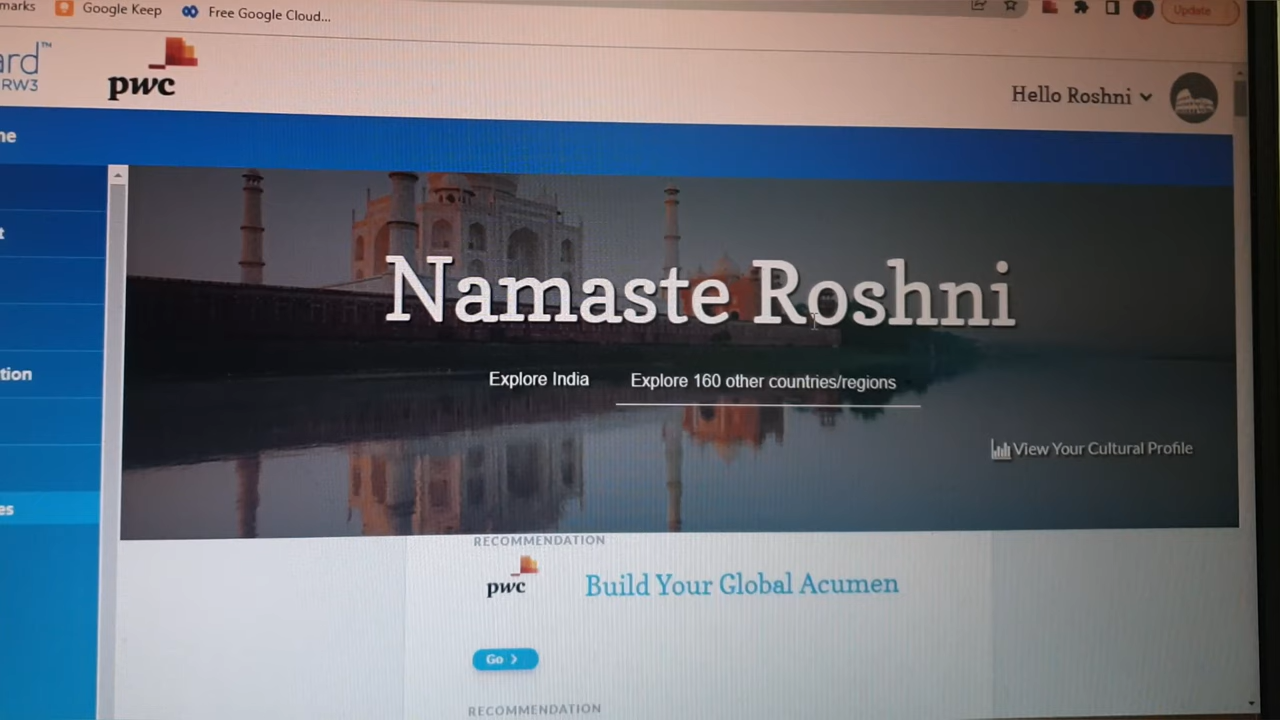 marks Google Keep Free Google Cloud... Update
ard™
RW3
pwc
Hello Roshni
ne
t
tion
es
Namaste Roshni
Explore India Explore 160 other countries/regions
View Your Cultural Profile
RECOMMENDATION
pwc
Build Your Global Acumen
Go
RECOMMENDATION